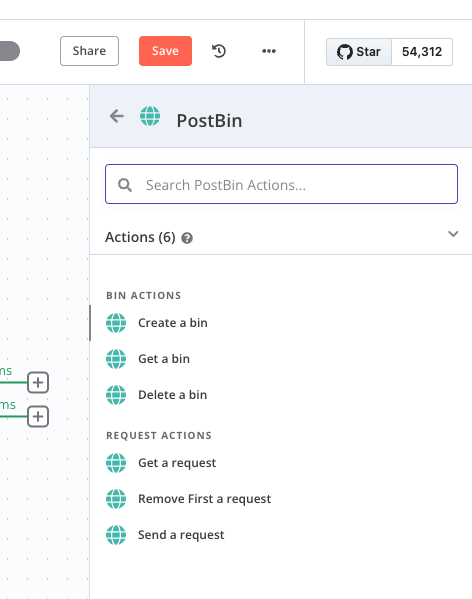 Share
Save
Star
54,312
PostBin
Search PostBin Actions...
Actions (6)
BIN ACTIONS
Create a bin
Get a bin
Delete a bin
ms
ms
REQUEST ACTIONS
Get a request
Remove First a request
Send a request